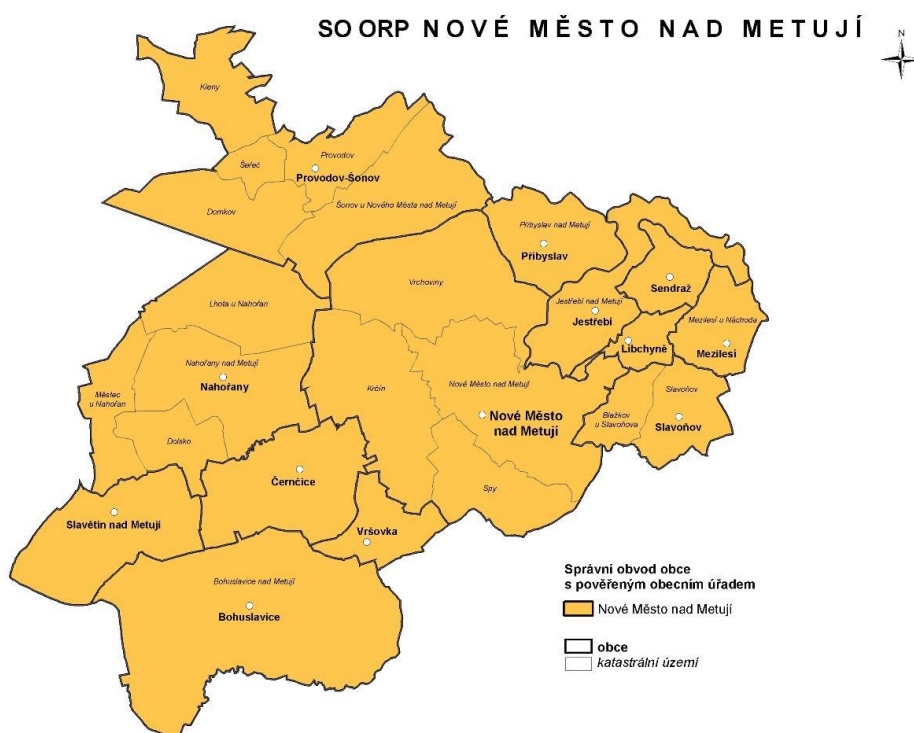 SO ORP NOVÉ MĚSTO NAD METUJÍ
N
Kleny
Šeřeč
Provodov
Provodov-Šonov
Domkov
Šonov u Nového Města nad Metují
Přibyslav nad Metují
Přibyslav
Vrchoviny
Sendraž
Lhota u Nahořan
Jestřebí nad Metují
Jestřebí
Mezilesí u Náchoda
Libchyně
Mezilesí
Nahořany nad Metují
Nahořany
Městec
u Nahořan
Krčín
Nové Město nad Metují
Nové Město
nad Metují
Slavoňov
Blažkov
u Slavoňova
Slavoňov
Dolsko
Černčice
Spy
Slavětín nad Metují
Vršovka
Bohuslavice nad Metují
Bohuslavice
Správní obvod obce
s pověřeným obecním úřadem
Nové Město nad Metují
obce
katastrální území